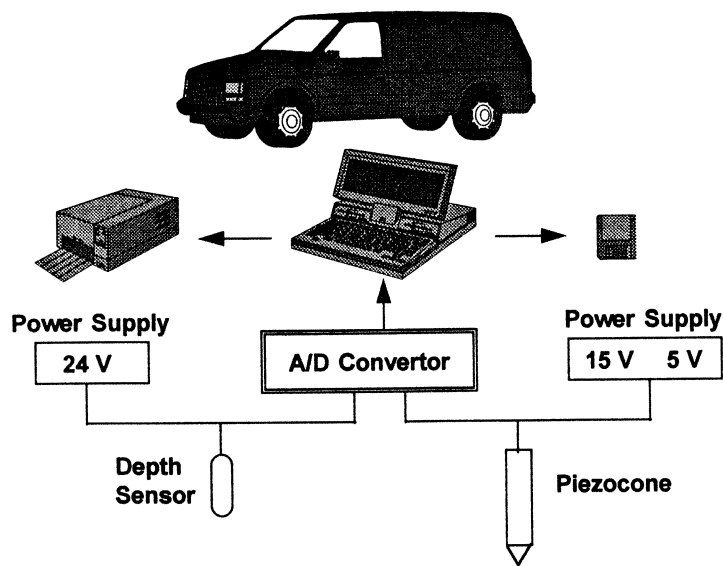 Power Supply
24 V
A/D Convertor
Power Supply
15 V 5 V
Depth
Sensor
Piezocone